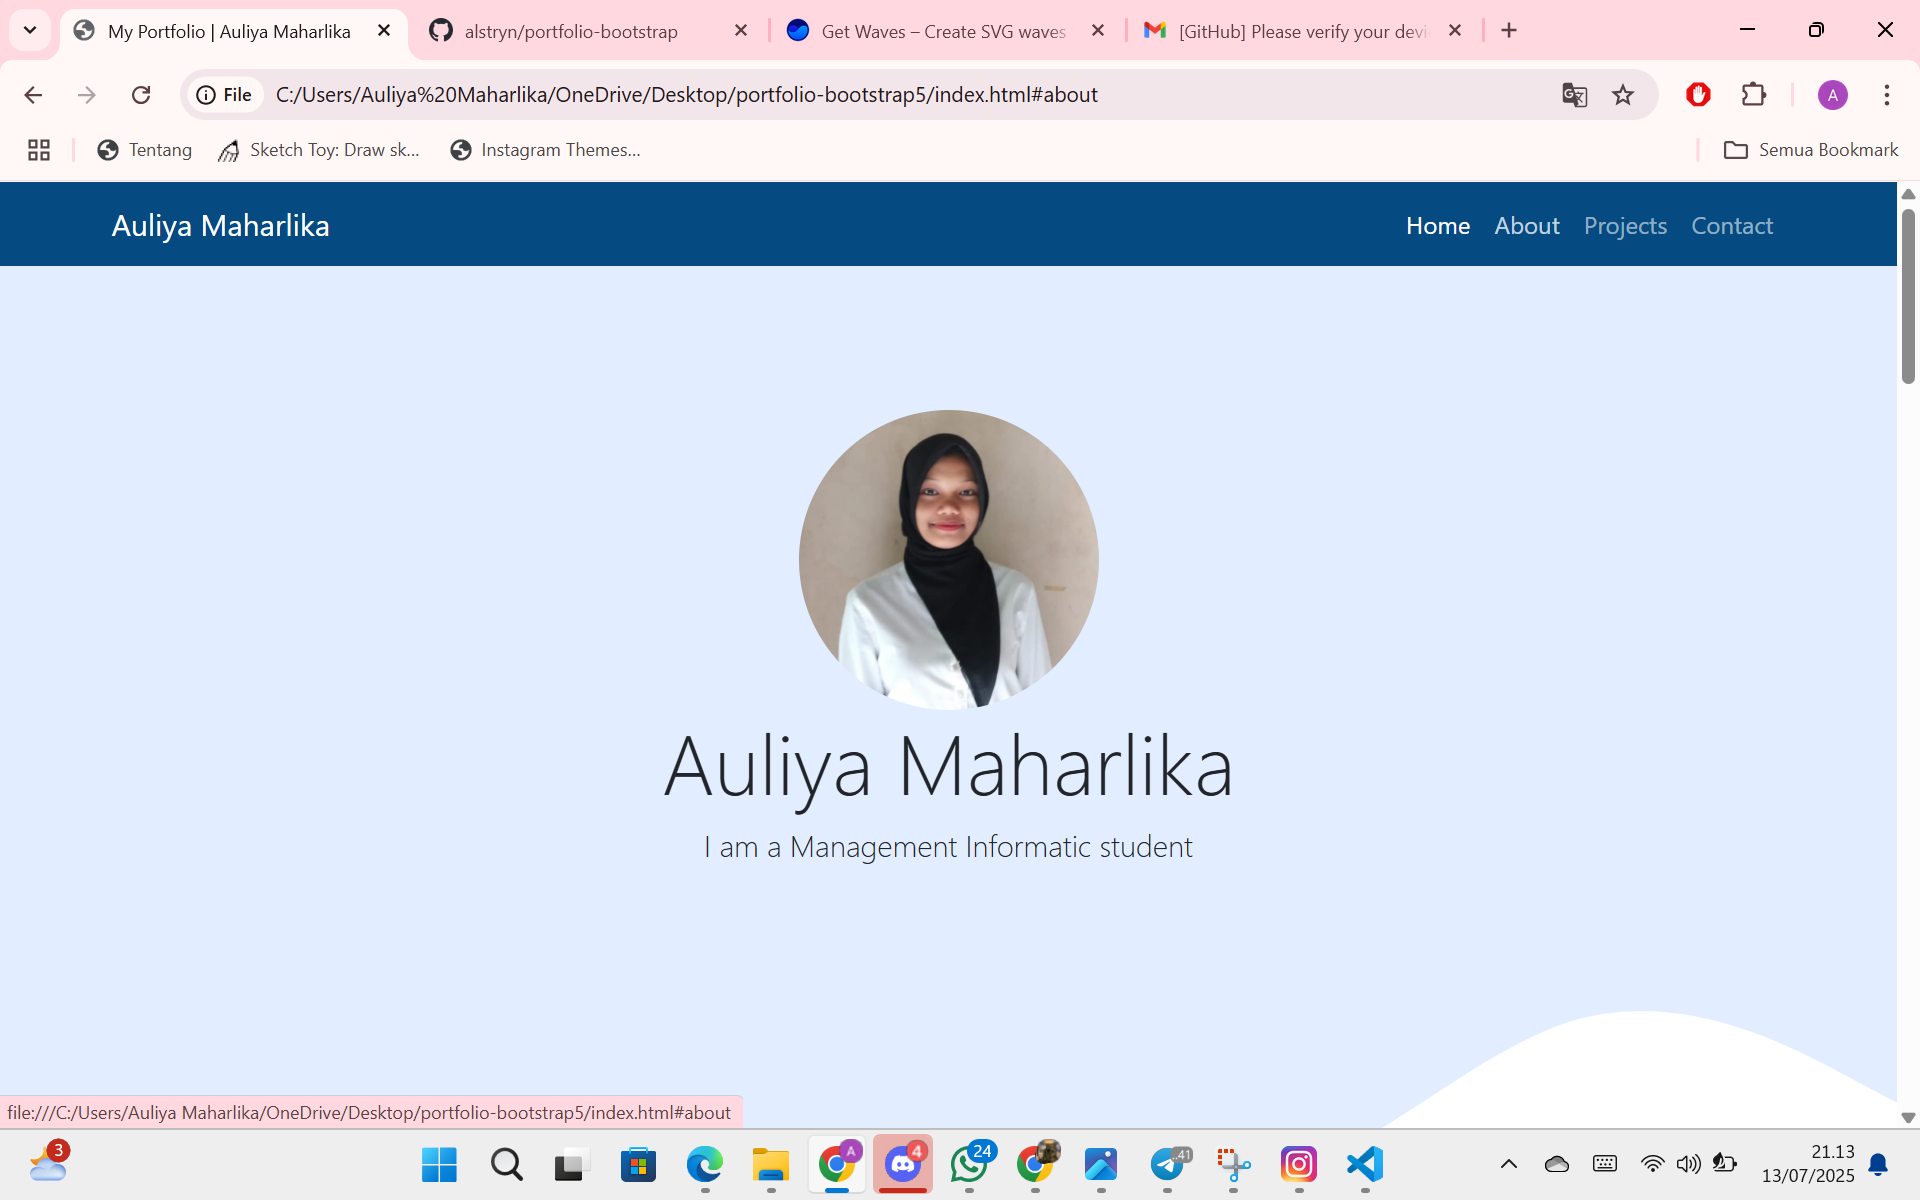 My Portfolio | Auliya Maharlika
alstryn/portfolio-bootstrap
Get Waves – Create SVG waves
[GitHub] Please verify your devi
File
C:/Users/Auliya%20Maharlika/OneDrive/Desktop/portfolio-bootstrap5/index.html#about
A
Tentang
Sketch Toy: Draw sk...
Instagram Themes...
Semua Bookmark
Auliya Maharlika
Home
About
Projects
Contact
Auliya Maharlika
I am a Management Informatic student
file:///C:/Users/Auliya Maharlika/OneDrive/Desktop/portfolio-bootstrap5/index.html#about
3
A
4
24
..41
21.13
13/07/2025